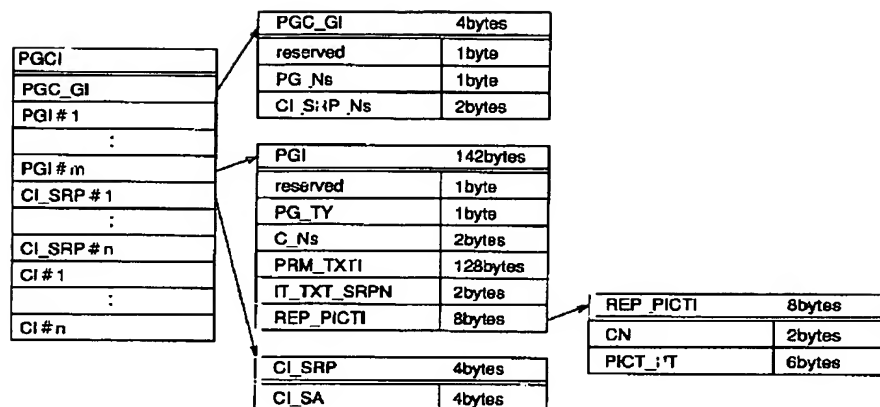 PGCI
PGC_GI
PGI#1
:
PGI#m
CI_SRP#1
:
CI_SRP#n
CI#1
:
CI#n
PGC_GI 4bytes
reserved 1byte
PG_Ns 1byte
CI_SRP_Ns 2bytes
PGI 142bytes
reserved 1byte
PG_TY 1byte
C_Ns 2bytes
PRM_TXTI 128bytes
IT_TXT_SRPN 2bytes
REP_PICTI 8bytes
CI_SRP 4bytes
CI_SA 4bytes
REP_PICTI 8bytes
CN 2bytes
6bytes